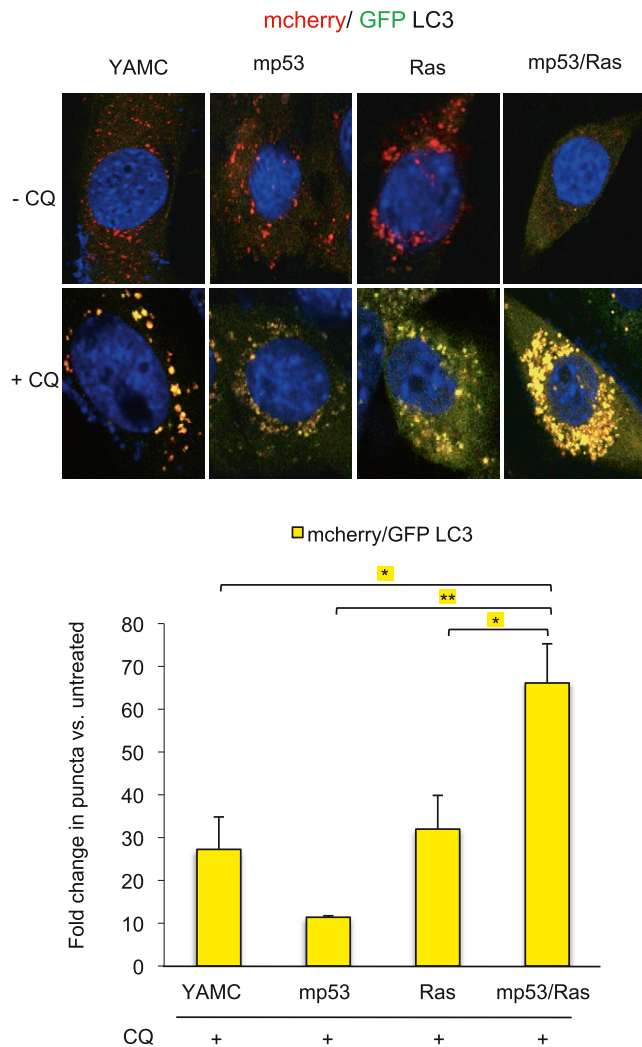 mcherry/ GFP LC3
YAMC mp53 Ras mp53/Ras
- CQ
+ CQ
mcherry/GFP LC3
*
**
*
Fold change in puncta vs. untreated
80
70
60
50
40
30
20
10
0
YAMC mp53 Ras mp53/Ras
CQ + + + +